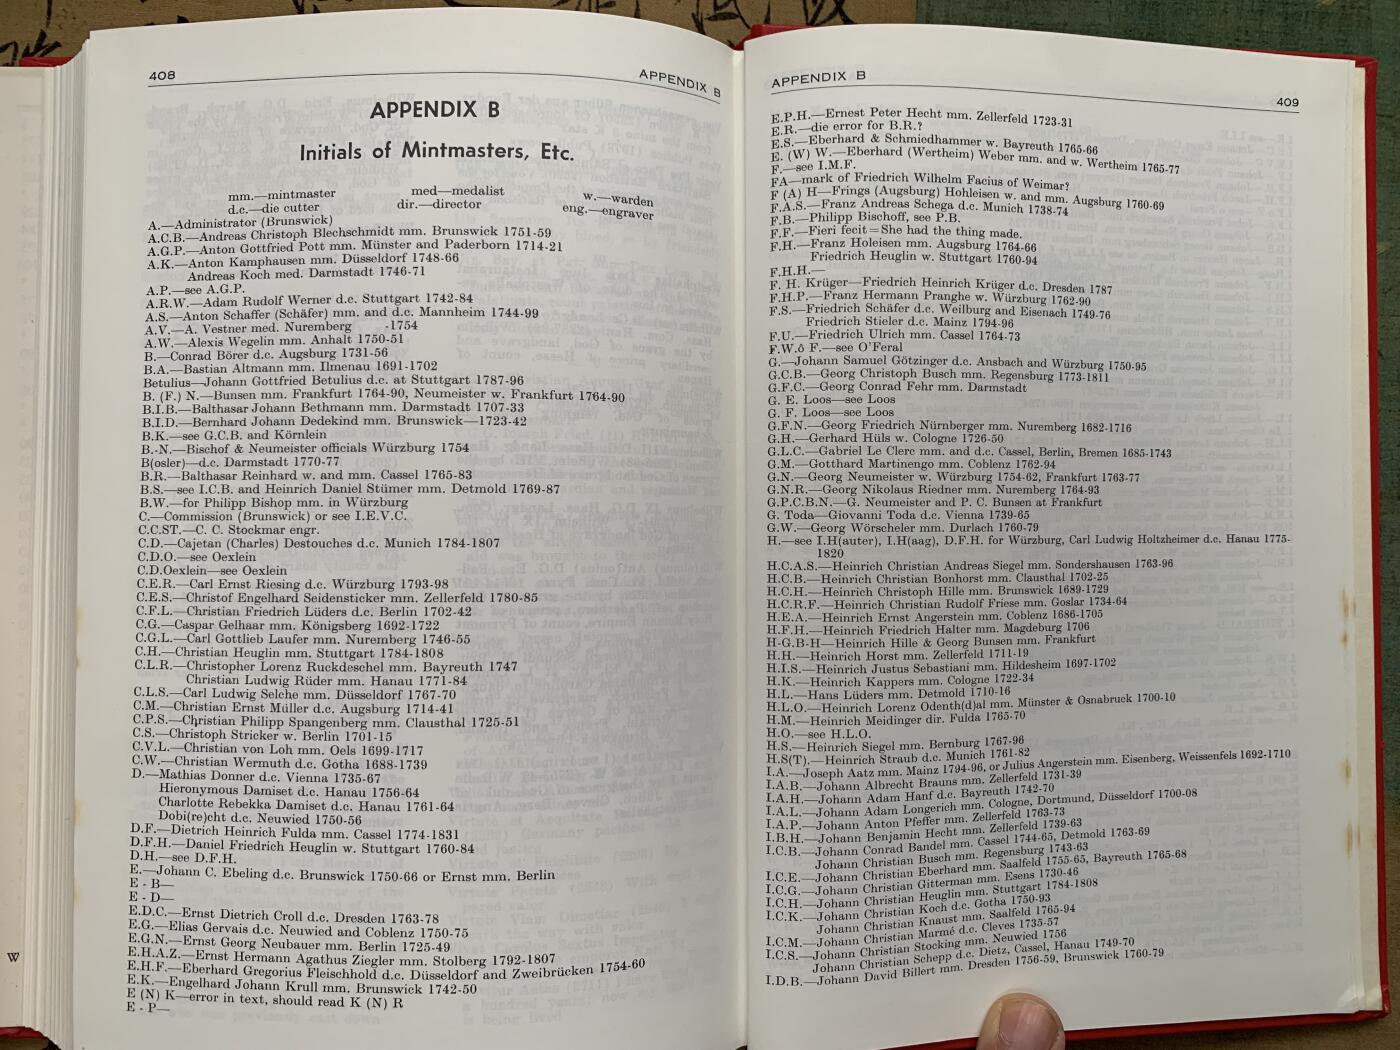 408
APPENDIX B
APPENDIX B
Initials of Mintmasters, Etc.
mm.—mintmaster med—medalist w.—warden
d.c.—die cutter dir.—director eng.—engraver
A.—Administrator (Brunswick)
A.C.B.—Andreas Christoph Blechschmidt mm. Brunswick 1751-59
A.G.P.—Anton Gottfried Pott mm. Münster and Paderborn 1714-21
A.K.—Anton Kamphausen mm. Düsseldorf 1748-66
Andreas Koch med. Darmstadt 1746-71
A.P.—see A.G.P.
A.R.W.—Adam Rudolf Werner d.c. Stuttgart 1742-84
A.S.—Anton Schaffer (Schäfer) mm. and d.c. Mannheim 1744-99
A.V.—A. Vestner med. Nuremberg -1754
A.W.—Alexis Wegelin mm. Anhalt 1750-51
B.—Conrad Börer d.c. Augsburg 1731-56
B.A.—Bastian Altmann mm. Ilmenau 1691-1702
Betulius—Johann Gottfried Betulius d.c. at Stuttgart 1787-96
B. (F.) N.—Bunsen mm. Frankfurt 1764-90, Neumeister w. Frankfurt 1764-90
B.I.B.—Balthasar Johann Bethmann mm. Darmstadt 1707-33
B.I.D.—Bernhard Johann Dedekind mm. Brunswick—1723-42
B.K.—see G.C.B. and Körnlein
B.-N.—Bischof & Neumeister officials Würzburg 1754
B(osler)—d.c. Darmstadt 1770-77
B.R.—Balthasar Reinhard w. and mm. Cassel 1765-83
B.S.—see I.C.B. and Heinrich Daniel Stümer mm. Detmold 1769-87
B.W.—for Philipp Bishop mm. in Würzburg
C.—Commission (Brunswick) or see I.E.V.C.
C.C.ST.—C. C. Stockmar engr.
C.D.—Cajetan (Charles) Destouches d.c. Munich 1784-1807
C.D.O.—see Oexlein
C.D.Oexlein—see Oexlein
C.E.R.—Carl Ernst Riesing d.c. Würzburg 1793-98
C.E.S.—Christof Engelhard Seidensticker mm. Zellerfeld 1780-85
C.F.L.—Christian Friedrich Lüders d.c. Berlin 1702-42
C.G.—Caspar Gelhaar mm. Königsberg 1692-1722
C.G.L.—Carl Gottlieb Laufer mm. Nuremberg 1746-55
C.H.—Christian Heuglin mm. Stuttgart 1784-1808
C.L.R.—Christopher Lorenz Ruckdeschel mm. Bayreuth 1747
Christian Ludwig Rüder mm. Hanau 1771-84
C.L.S.—Carl Ludwig Selche mm. Düsseldorf 1767-70
C.M.—Christian Ernst Müller d.c. Augsburg 1714-41
C.P.S.—Christian Philipp Spangenberg mm. Clausthal 1725-51
C.S.—Christoph Stricker w. Berlin 1701-15
C.V.L.—Christian von Loh mm. Oels 1699-1717
C.W.—Christian Wermuth d.c. Gotha 1688-1739
D.—Mathias Donner d.c. Vienna 1735-67
Hieronymous Damiset d.c. Hanau 1756-64
Charlotte Rebekka Damiset d.c. Hanau 1761-64
Dobi(re)cht d.c. Neuwied 1750-56
D.F.—Dietrich Heinrich Fulda mm. Cassel 1774-1831
D.F.H.—Daniel Friedrich Heuglin w. Stuttgart 1760-84
D.H.—see D.F.H.
E.—Johann C. Ebeling d.c. Brunswick 1750-66 or Ernst mm. Berlin
E - B—
E - D—
E.D.C.—Ernst Dietrich Croll d.c. Dresden 1763-78
E.G.—Elias Gervais d.c. Neuwied and Coblenz 1750-75
E.G.N.—Ernst Georg Neubauer mm. Berlin 1725-49
E.H.A.Z.—Ernst Hermann Agathus Ziegler mm. Stolberg 1792-1807
E.H.F.—Eberhard Gregorius Fleischhold d.c. Düsseldorf and Zweibrücken 1754-60
E.K.—Engelhard Johann Krull mm. Brunswick 1742-50
E (N) K—error in text, should read K (N) R
E - P—
W
APPENDIX B
409
E.P.H.—Ernest Peter Hecht mm. Zellerfeld 1723-31
E.R.—die error for B.R.?
E.S.—Eberhard & Schmiedhammer w. Bayreuth 1765-66
E. (W) W.—Eberhard (Wertheim) Weber mm. and w. Wertheim 1765-77
F.—see I.M.F.
FA—mark of Friedrich Wilhelm Facius of Weimar?
F (A) H—Frings (Augsburg) Hohleisen w. and mm. Augsburg 1760-69
F.A.S.—Franz Andreas Schega d.c. Munich 1738-74
F.B.—Philipp Bischoff, see P.B.
F.F.—Fieri fecit=She had the thing made.
F.H.—Franz Holeisen mm. Augsburg 1764-66
Friedrich Heuglin w. Stuttgart 1760-94
F.H.H.—
F. H. Krüger—Friedrich Heinrich Krüger d.c. Dresden 1787
F.H.P.—Franz Hermann Pranghe w. Würzburg 1762-90
F.S.—Friedrich Schäfer d.c. Weilburg and Eisenach 1749-76
Friedrich Stieler d.c. Mainz 1794-96
F.U.—Friedrich Ulrich mm. Cassel 1764-73
F.W.ô F.—see O'Feral
G.—Johann Samuel Götzinger d.c. Ansbach and Würzburg 1750-95
G.C.B.—Georg Christoph Busch mm. Regensburg 1773-1811
G.F.C.—Georg Conrad Fehr mm. Darmstadt
G. E. Loos—see Loos
G. F. Loos—see Loos
G.F.N.—Georg Friedrich Nürnberger mm. Nuremberg 1682-1716
G.H.—Gerhard Hüls w. Cologne 1726-50
G.L.C.—Gabriel Le Clerc mm. and d.c. Cassel, Berlin, Bremen 1685-1743
G.M.—Gotthard Martinengo mm. Coblenz 1762-94
G.N.—Georg Neumeister w. Würzburg 1754-62, Frankfurt 1763-77
G.N.R.—Georg Nikolaus Riedner mm. Nuremberg 1764-93
G.P.C.B.N.—G. Neumeister and P. C. Bunsen at Frankfurt
G. Toda—Giovanni Toda d.c. Vienna 1739-65
G.W.—Georg Wörscheler mm. Durlach 1760-79
H.—see I.H(auter), I.H(aag), D.F.H. for Würzburg, Carl Ludwig Holtzheimer d.c. Hanau 1775-
1820
H.C.A.S.—Heinrich Christian Andreas Siegel mm. Sondershausen 1763-96
H.C.B.—Heinrich Christian Bonhorst mm. Clausthal 1702-25
H.C.H.—Heinrich Christoph Hille mm. Brunswick 1689-1729
H.C.R.F.—Heinrich Christian Rudolf Friese mm. Goslar 1734-64
H.E.A.—Heinrich Ernst Angerstein mm. Coblenz 1686-1705
H.F.H.—Heinrich Friedrich Halter mm. Magdeburg 1706
H-G.B-H—Heinrich Hille & Georg Bunsen mm. Frankfurt
H.H.—Heinrich Horst mm. Zellerfeld 1711-19
H.I.S.—Heinrich Justus Sebastiani mm. Hildesheim 1697-1702
H.K.—Heinrich Kappers mm. Cologne 1722-34
H.L.—Hans Lüders mm. Detmold 1710-16
H.L.O.—Heinrich Lorenz Odenth(d)al mm. Münster & Osnabruck 1700-10
H.M.—Heinrich Meidinger dir. Fulda 1765-70
H.O.—see H.L.O.
H.S.—Heinrich Siegel mm. Bernburg 1767-96
H.S(T).—Heinrich Straub d.c. Munich 1761-82
I.A.—Joseph Aatz mm. Mainz 1794-96, or Julius Angerstein mm. Eisenberg, Weissenfels 1692-1710
I.A.B.—Johann Albrecht Brauns mm. Zellerfeld 1731-39
I.A.H.—Johann Adam Hanf d.c. Bayreuth 1742-70
I.A.L.—Johann Adam Longerich mm. Cologne, Dortmund, Düsseldorf 1700-08
I.A.P.—Johann Anton Pfeffer mm. Zellerfeld 1763-73
I.B.H.—Johann Benjamin Hecht mm. Zellerfeld 1739-63
I.C.B.—Johann Conrad Bandel mm. Cassel 1744-65, Detmold 1763-69
Johann Christian Busch mm. Regensburg 1743-63
I.C.E.—Johann Christian Eberhard mm. Saalfeld 1755-65, Bayreuth 1765-68
I.C.G.—Johann Christian Gitterman mm. Esens 1730-46
I.C.H.—Johann Christian Heuglin mm. Stuttgart 1784-1808
I.C.K.—Johann Christian Koch d.c. Gotha 1750-93
Johann Christian Knaust mm. Saalfeld 1765-94
I.C.M.—Johann Christian Marmé d.c. Cleves 1735-57
I.C.S.—Johann Christian Stocking mm. Neuwied 1756
Johann Christian Schepp d.c. Dietz, Cassel, Hanau 1749-70
I.D.B.—Johann David Billert mm. Dresden 1756-59, Brunswick 1760-79